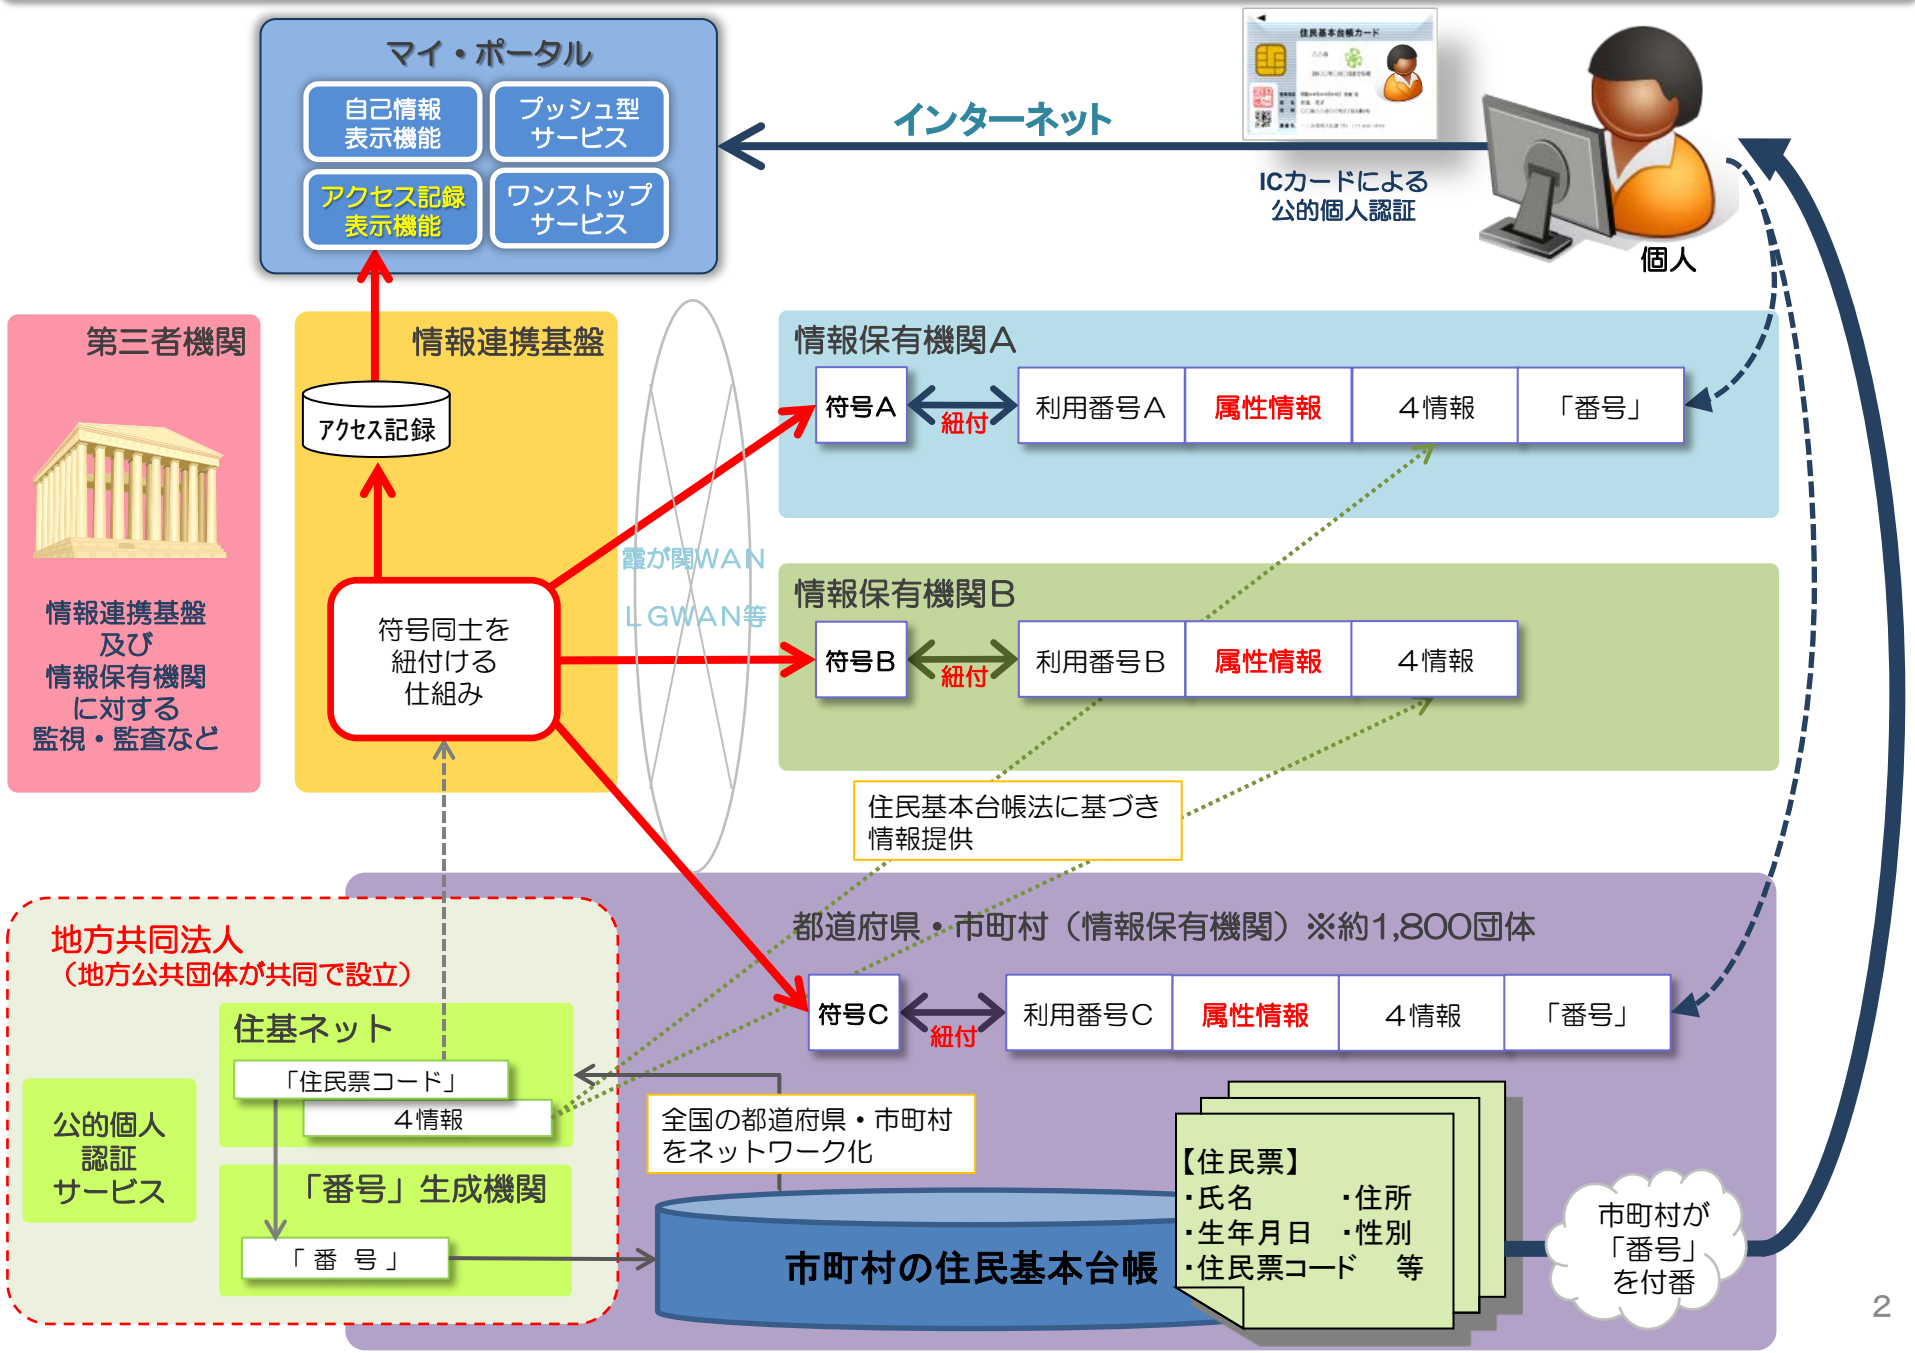 マイ・ポータル
自己情報
表示機能
プッシュ型
サービス
アクセス記録
表示機能
ワンストップ
サービス
インターネット
住民基本台帳カード
ICカードによる
公的個人認証
個人
第三者機関
情報連携基盤
及び
情報保有機関
に対する
監視・監査など
情報連携基盤
アクセス記録
符号同士を
紐付ける
仕組み
霞が関WAN
LGWAN等
情報保有機関A
符号A
紐付
利用番号A
属性情報
4情報
「番号」
情報保有機関B
符号B
紐付
利用番号B
属性情報
4情報
住民基本台帳法に基づき
情報提供
都道府県・市町村（情報保有機関）※約1,800団体
符号C
紐付
利用番号C
属性情報
4情報
「番号」
地方共同法人
（地方公共団体が共同で設立）
住基ネット
「住民票コード」
4情報
公的個人
認証
サービス
「番号」生成機関
「番 号」
全国の都道府県・市町村
をネットワーク化
市町村の住民基本台帳
【住民票】
・氏名 ・住所
・生年月日 ・性別
・住民票コード 等
市町村が
「番号」
を付番
2